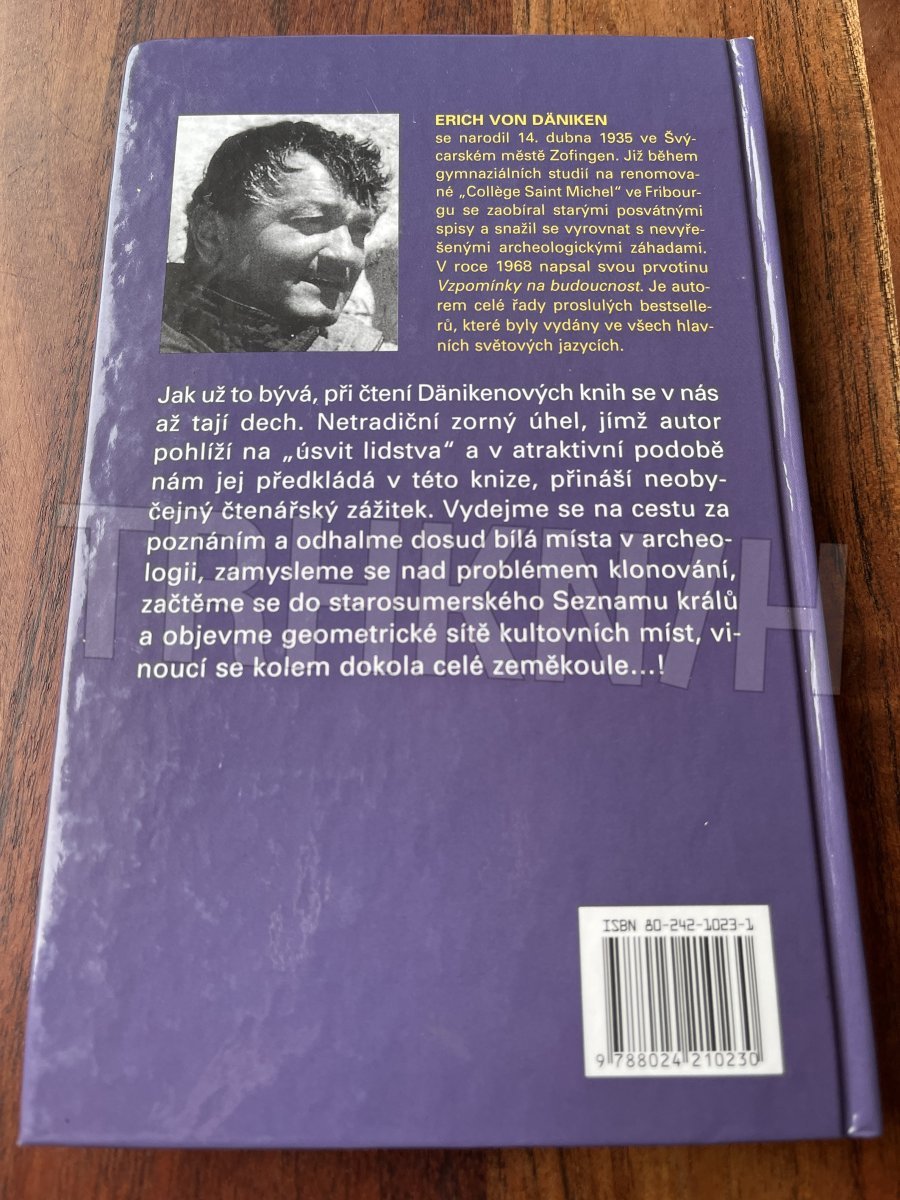 ERICH VON DÄNIKEN
se narodil 14. dubna 1935 ve Švý-
carském městě Zofingen. Již během
gymnaziálních studií na renomova-
né „Collège Saint Michel“ ve Fribour-
gu se zaobíral starými posvátnými
spisy a snažil se vyrovnat s nevyře-
šenými archeologickými záhadami.
V roce 1968 napsal svou prvotinu
Vzpomínky na budoucnost. Je auto-
rem celé řady proslulých bestselle-
rů, které byly vydány ve všech hlav-
ních světových jazycích.
Jak už to bývá, při čtení Dänikenových knih se v nás
až tají dech. Netradiční zorný úhel, jímž autor
pohlíží na „úsvit lidstva“ a v atraktivní podobě
nám jej předkládá v této knize, přináší neoby-
čejný čtenářský zážitek. Vydejme se na cestu za
poznáním a odhalme dosud bílá místa v archeo-
logii, zamysleme se nad problémem klonování,
začtěme se do starosumerského Seznamu králů
a objevme geometrické sítě kultovních míst, vi-
noucí se kolem dokola celé zeměkoule...!
TRHKNIH
ISBN 80-242-1023-1
9 788024 210230